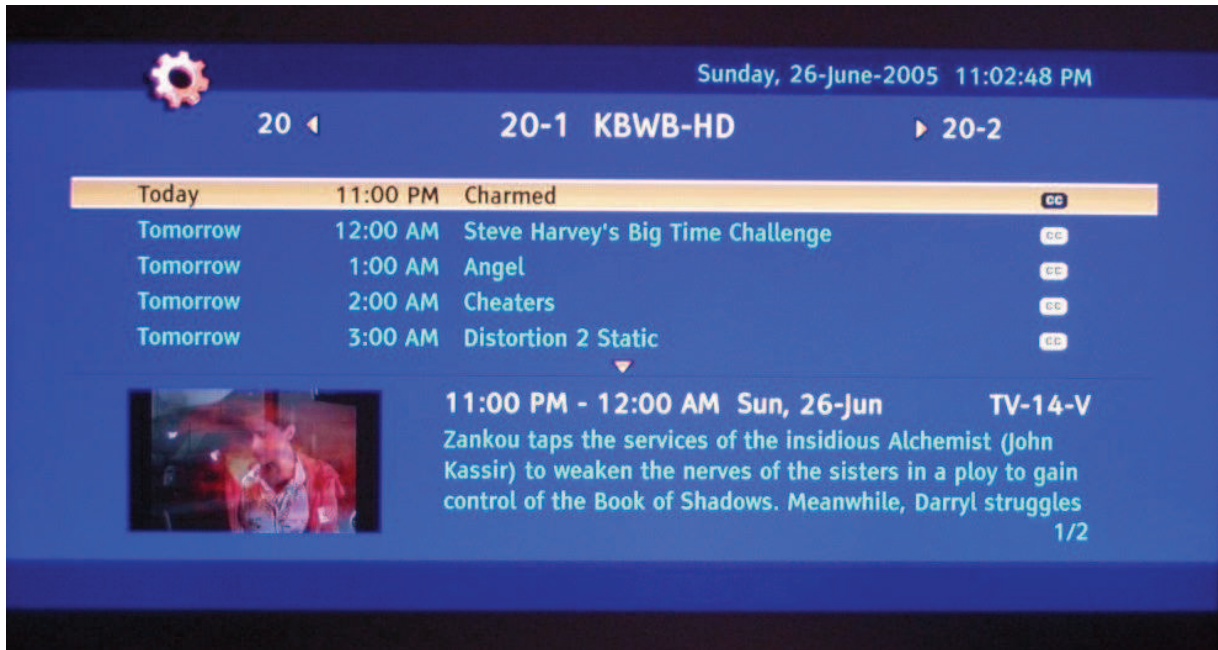 Sunday, 26-June-2005 11:02:48 PM
20 20-1 KBWB-HD 20-2
Today 11:00 PM Charmed CC
Tomorrow 12:00 AM Steve Harvey's Big Time Challenge CC
Tomorrow 1:00 AM Angel CC
Tomorrow 2:00 AM Cheaters CC
Tomorrow 3:00 AM Distortion 2 Static CC
11:00 PM - 12:00 AM Sun, 26-Jun TV-14-V
Zankou taps the services of the insidious Alchemist (John
Kassir) to weaken the nerves of the sisters in a ploy to gain
control of the Book of Shadows. Meanwhile, Darryl struggles
1/2